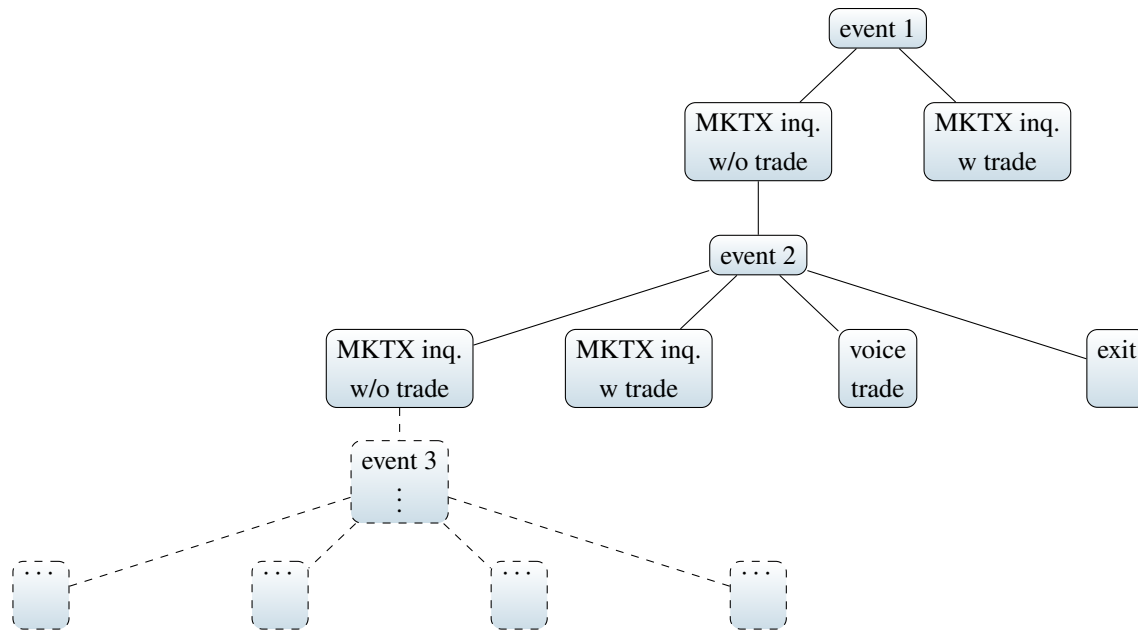 event 1
MKTX inq.
w/o trade
MKTX inq.
w trade
event 2
MKTX inq.
w/o trade
MKTX inq.
w trade
voice
trade
exit
event 3
⋮
···
···
···
···